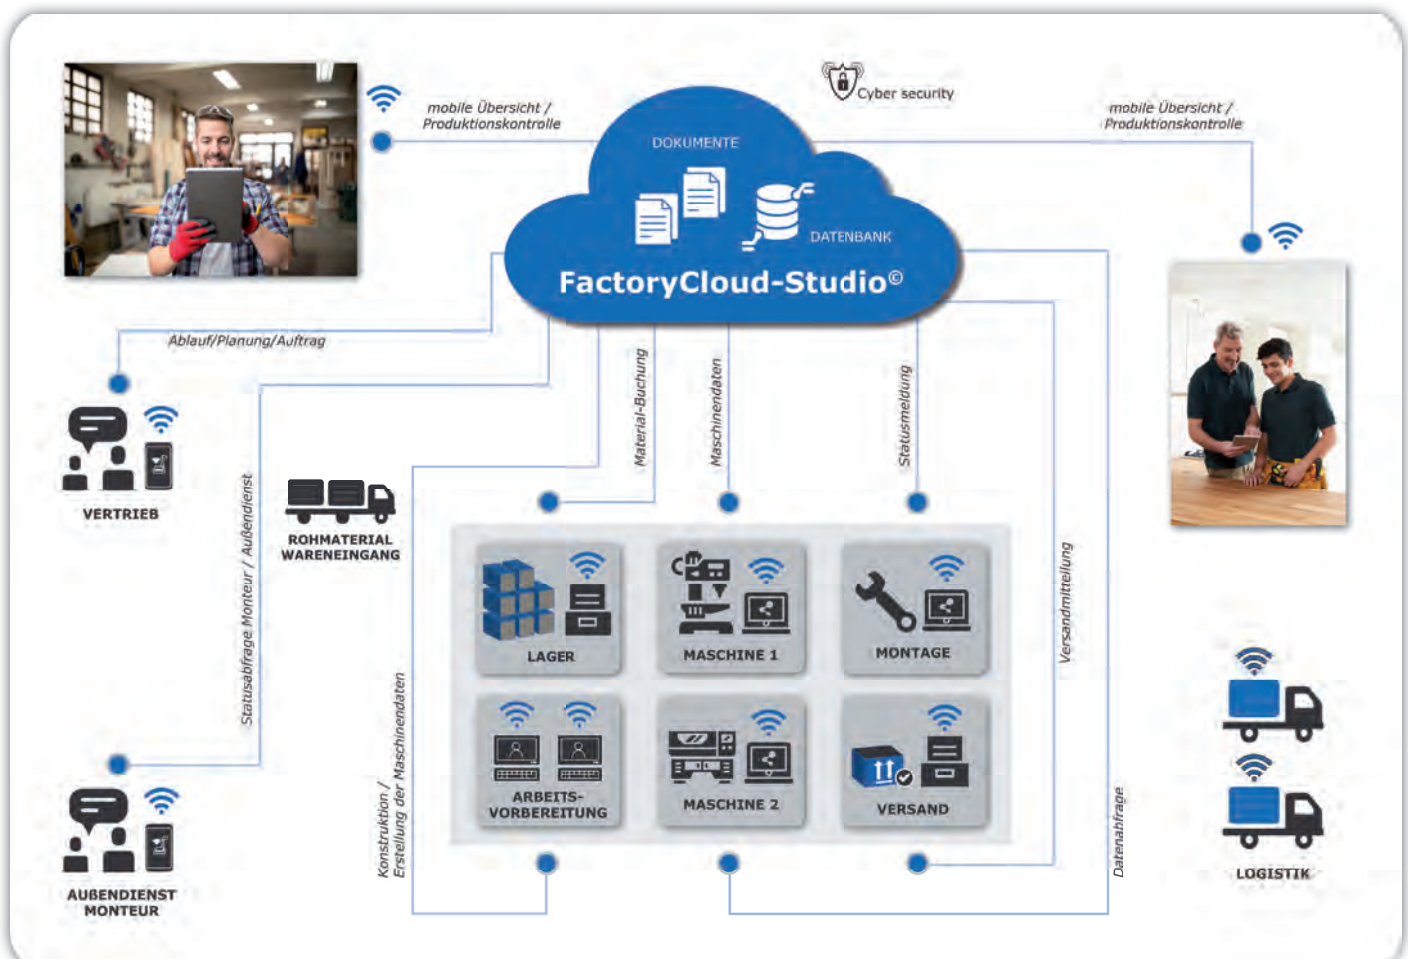 Cyber security
mobile Übersicht /
Produktionskontrolle
mobile Übersicht /
Produktionskontrolle
DOKUMENTE
DATENBANK
FactoryCloud-Studio©
Ablauf/Planung/Auftrag
Material-Buchung
Maschinendaten
Statusmeldung
VERTRIEB
Statusabfrage Monteur / Außendienst
ROHMATERIAL
WARENEINGANG
Versandmitteilung
LAGER
MASCHINE 1
MONTAGE
Konstruktion /
Erstellung der Maschinendaten
ARBEITS-
VORBEREITUNG
MASCHINE 2
VERSAND
Datenabfrage
LOGISTIK
AUßENDIENST
MONTEUR